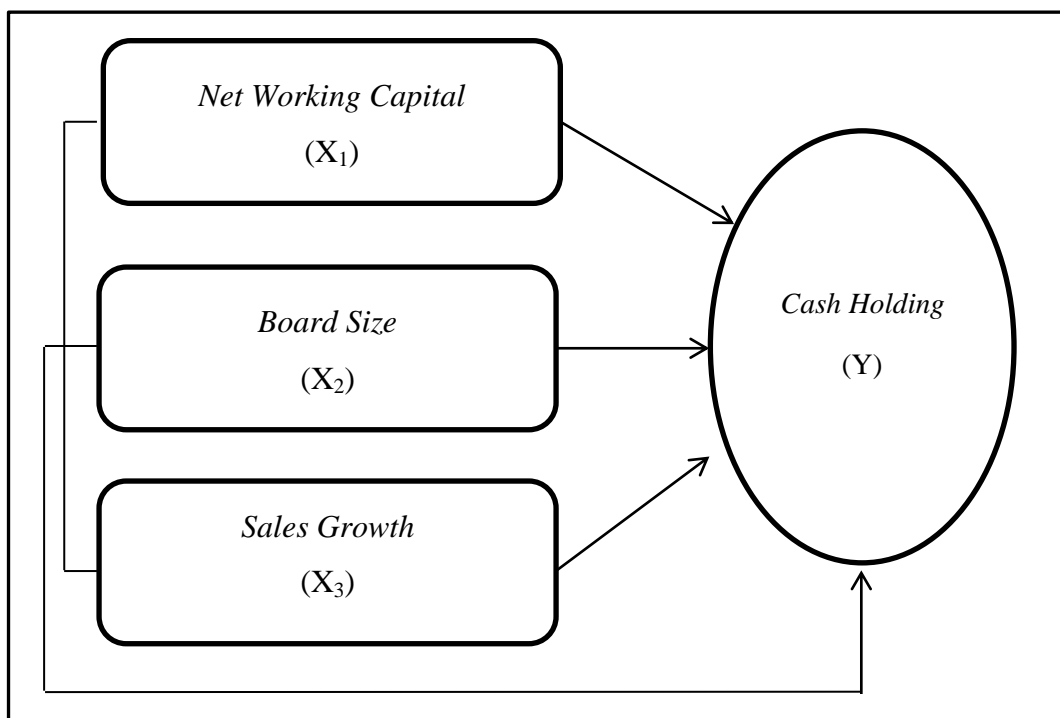 Net Working Capital
(X₁)
Board Size
(X₂)
Sales Growth
(X₃)
Cash Holding
(Y)